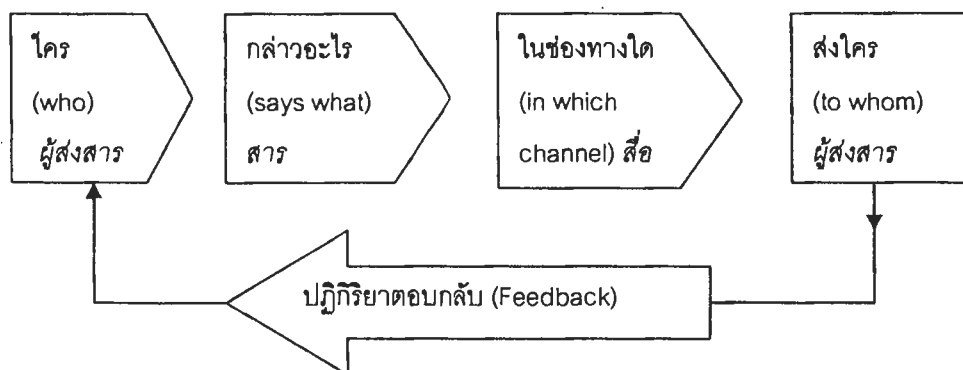 ใคร
(who)
ผู้ส่งสาร
กล่าวอะไร
(says what)
สาร
ในช่องทางใด
(in which
channel) สื่อ
ส่งใคร
(to whom)
ผู้ส่งสาร
ปฏิกิริยาตอบกลับ (Feedback)